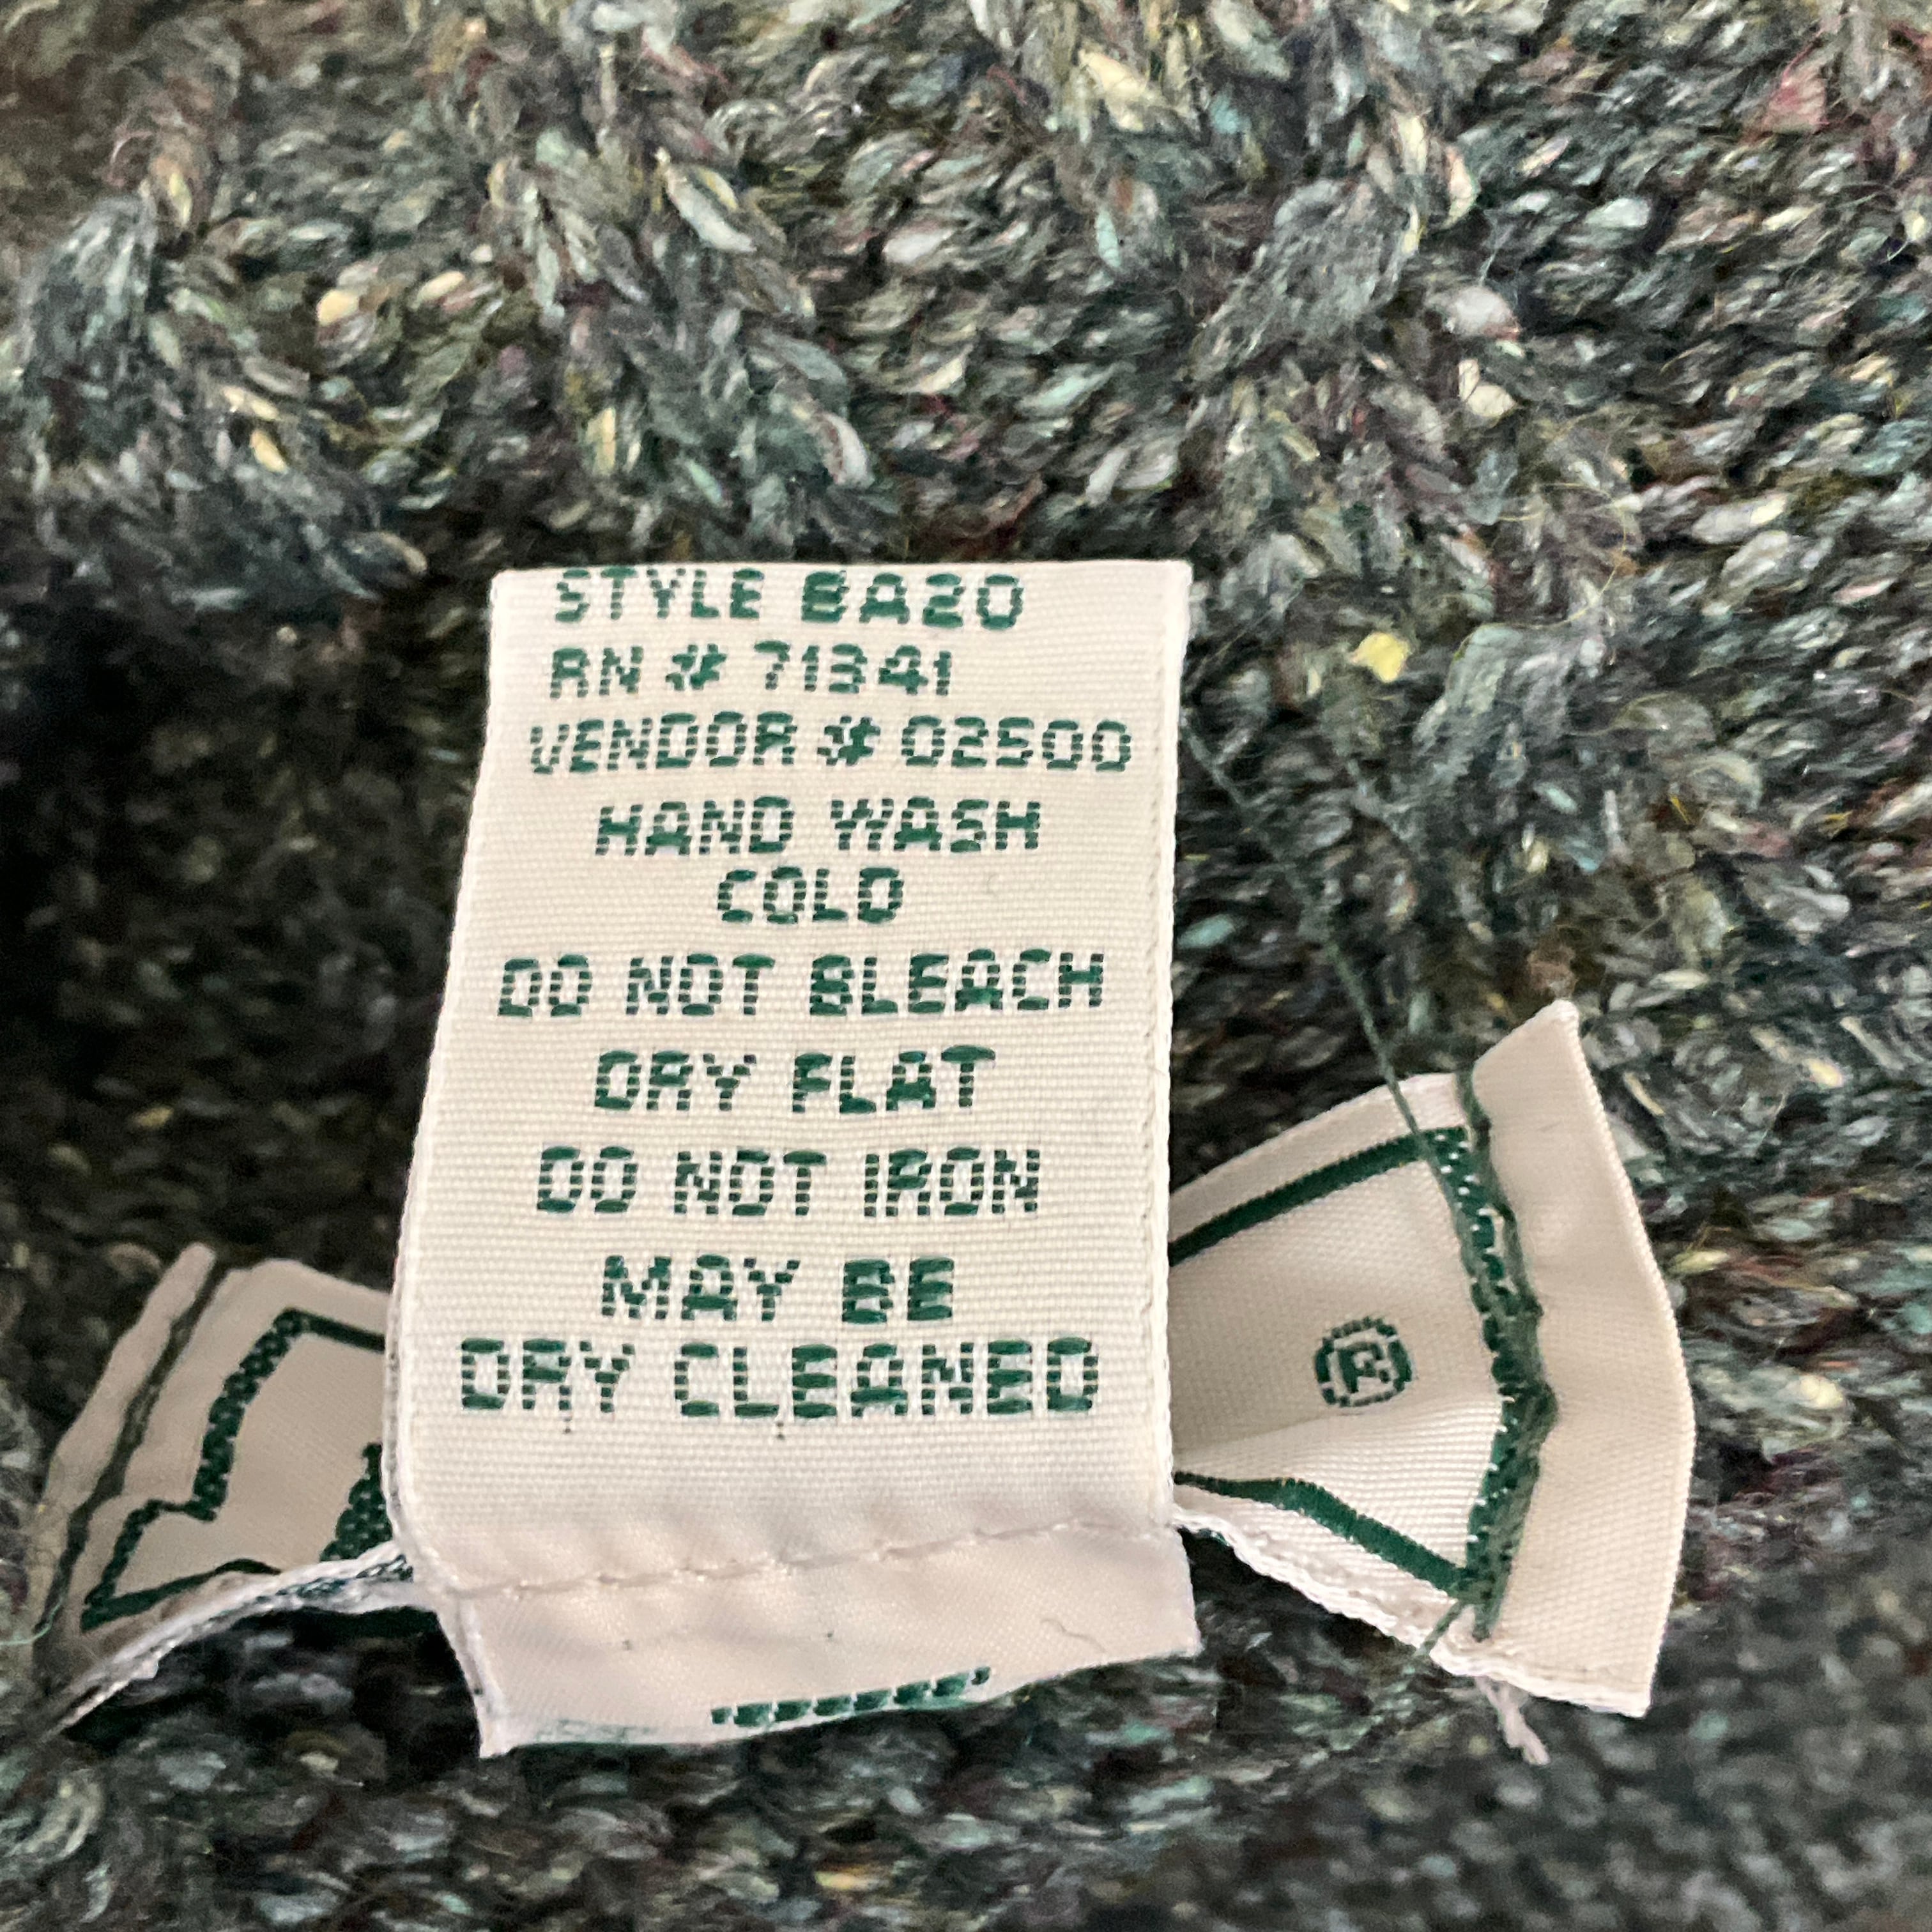 STYLE BA20
RN # 71341
VENDOR # 02500
HAND WASH
COLD
DO NOT BLEACH
DRY FLAT
DO NOT IRON
MAY BE
DRY CLEANED
®